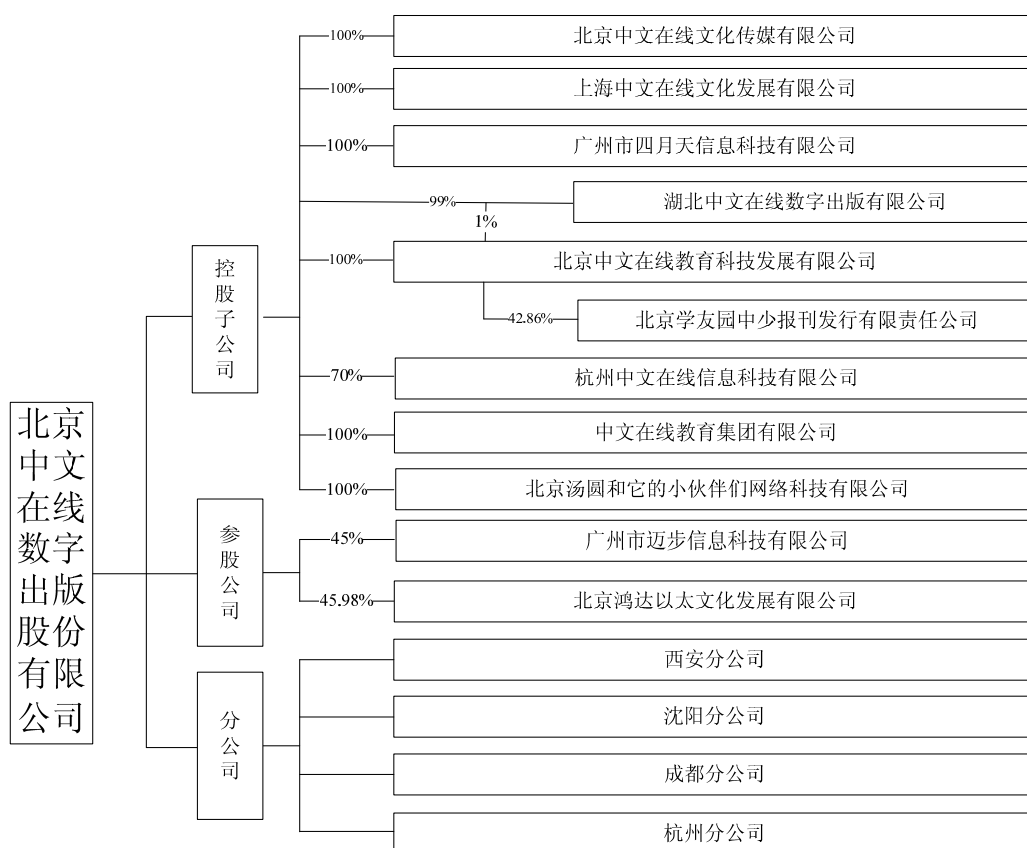 北京
中文
在线
数字
出版
股份
有限
公司
控
股
子
公
司
100%
北京中文在线文化传媒有限公司
100%
上海中文在线文化发展有限公司
100%
广州市四月天信息科技有限公司
99%
湖北中文在线数字出版有限公司
1%
100%
北京中文在线教育科技发展有限公司
42.86%
北京学友园中少报刊发行有限责任公司
70%
杭州中文在线信息科技有限公司
100%
中文在线教育集团有限公司
100%
北京汤圆和它的小伙伴们网络科技有限公司
参
股
公
司
45%
广州市迈步信息科技有限公司
45.98%
北京鸿达以太文化发展有限公司
分
公
司
西安分公司
沈阳分公司
成都分公司
杭州分公司